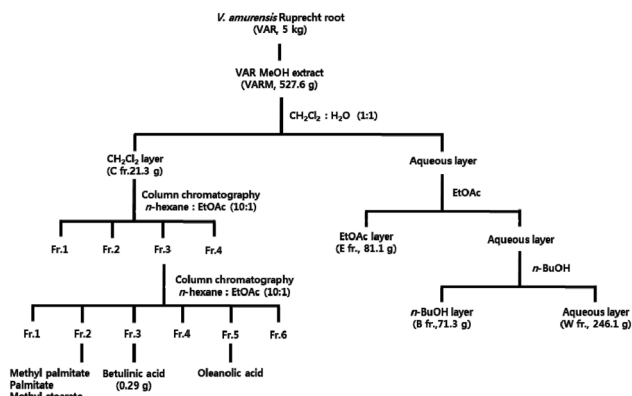 V. amurensis Ruprecht root
(VAR, 5 kg)
VAR MeOH extract
(VARM, 527.6 g)
CH₂Cl₂ : H₂O (1:1)
CH₂Cl₂ layer
(C fr.21.3 g)
Aqueous layer
Column chromatography
n-hexane : EtOAc (10:1)
EtOAc
Fr.1 Fr.2 Fr.3 Fr.4
EtOAc layer
(E fr., 81.1 g)
Aqueous layer
Column chromatography
n-hexane : EtOAc (10:1)
n-BuOH
n-BuOH layer
(B fr.,71.3 g)
Aqueous layer
(W fr., 246.1 g)
Fr.1 Fr.2 Fr.3 Fr.4 Fr.5 Fr.6
Methyl palmitate
Palmitate
Methyl stearate
Betulinic acid
(0.29 g)
Oleanolic acid